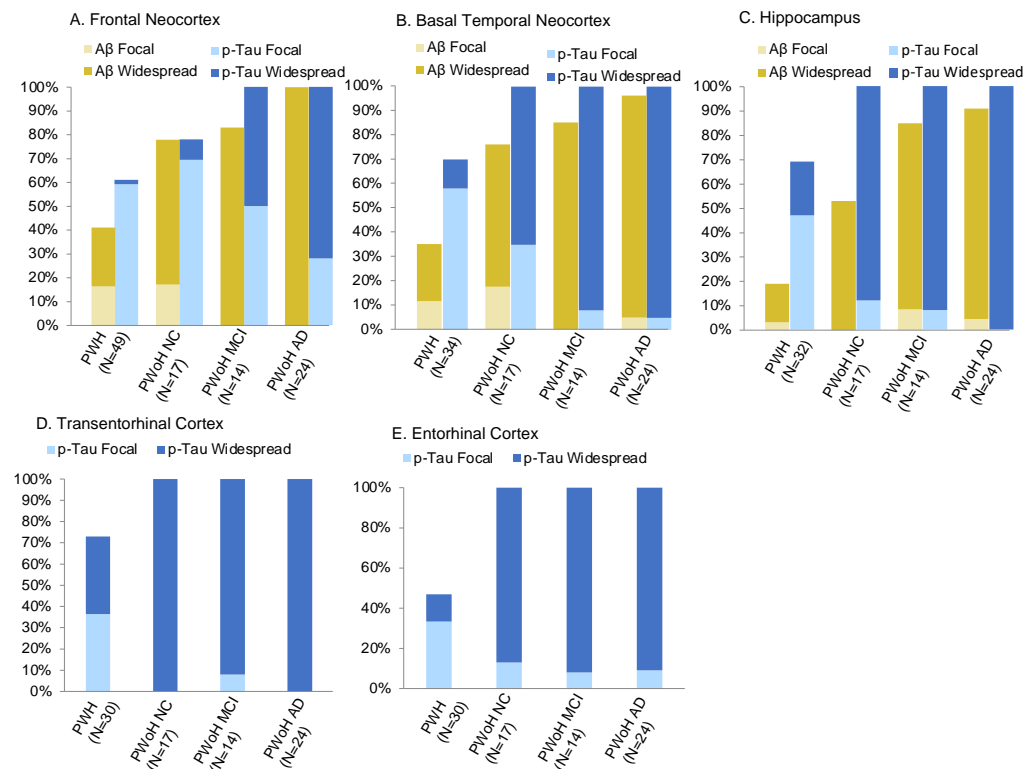 A. Frontal Neocortex
Aβ Focal
p-Tau Focal
Aβ Widespread
p-Tau Widespread
100%
90%
80%
70%
60%
50%
40%
30%
20%
10%
0%
PWH
(N=49)
PWoH NC
(N=17)
PWoH MCI
(N=14)
PWoH AD
(N=24)
B. Basal Temporal Neocortex
Aβ Focal
p-Tau Focal
Aβ Widespread
p-Tau Widespread
100%
90%
80%
70%
60%
50%
40%
30%
20%
10%
0%
PWH
(N=34)
PWoH NC
(N=17)
PWoH MCI
(N=14)
PWoH AD
(N=24)
C. Hippocampus
Aβ Focal
p-Tau Focal
Aβ Widespread
p-Tau Widespread
100%
90%
80%
70%
60%
50%
40%
30%
20%
10%
0%
PWH
(N=32)
PWoH NC
(N=17)
PWoH MCI
(N=14)
PWoH AD
(N=24)
D. Transentorhinal Cortex
p-Tau Focal
p-Tau Widespread
100%
90%
80%
70%
60%
50%
40%
30%
20%
10%
0%
PWH
(N=30)
PWoH NC
(N=17)
PWoH MCI
(N=14)
PWoH AD
(N=24)
E. Entorhinal Cortex
p-Tau Focal
p-Tau Widespread
100%
80%
60%
40%
20%
0%
PWH
(N=30)
PWoH NC
(N=17)
PWoH MCI
(N=14)
PWoH AD
(N=24)